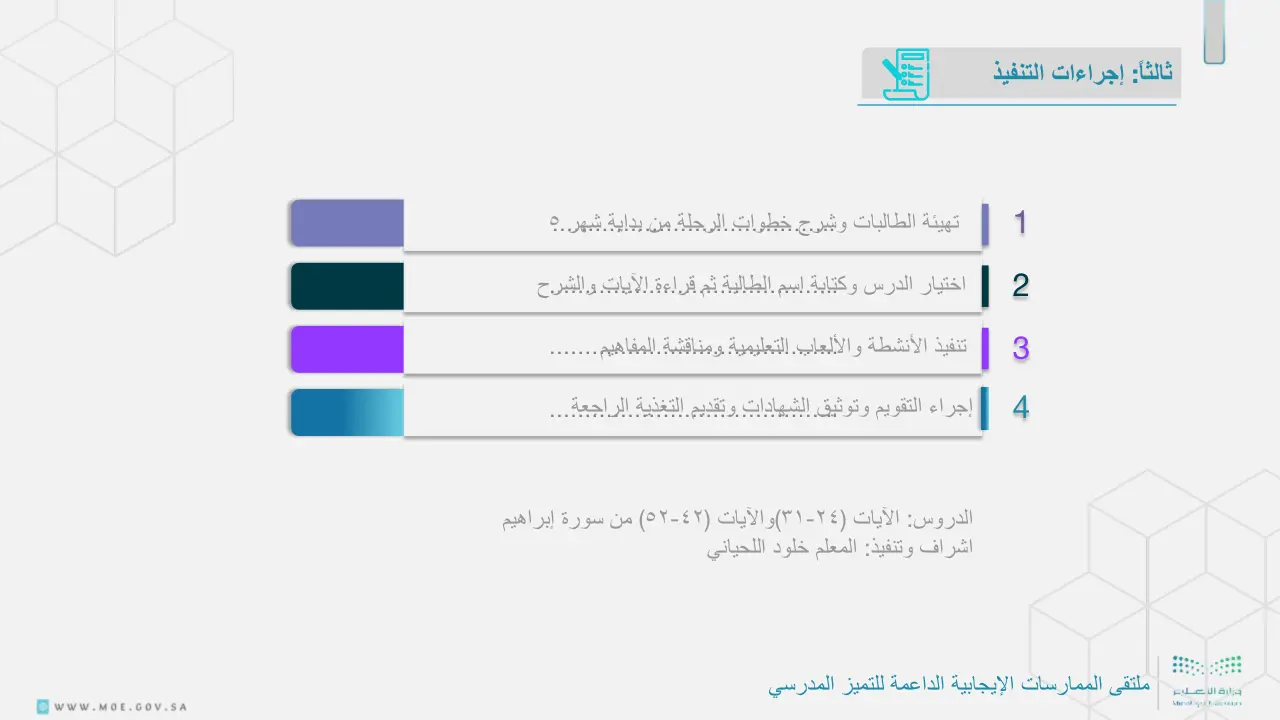 ثالثاً: إجراءات التنفيذ
1 تهيئة الطالبات وشرح خطوات الرحلة من بداية شهر ٥
2 اختيار الدرس وكتابة اسم الطالبة ثم قراءة الآيات والشرح
3 تنفيذ الأنشطة والألعاب التعليمية ومناقشة المفاهيم .......
4 إجراء التقويم وتوثيق الشهادات وتقديم التغذية الراجعة ...
الدروس: الآيات (٢٤-٣١)والآيات (٤٢-٥٢) من سورة إبراهيم
اشراف وتنفيذ: المعلم خلود اللحياني
ملتقى الممارسات الإيجابية الداعمة للتميز المدرسي
وزارة التعليم
Ministry of Education
WWW.MOE.GOV.SA